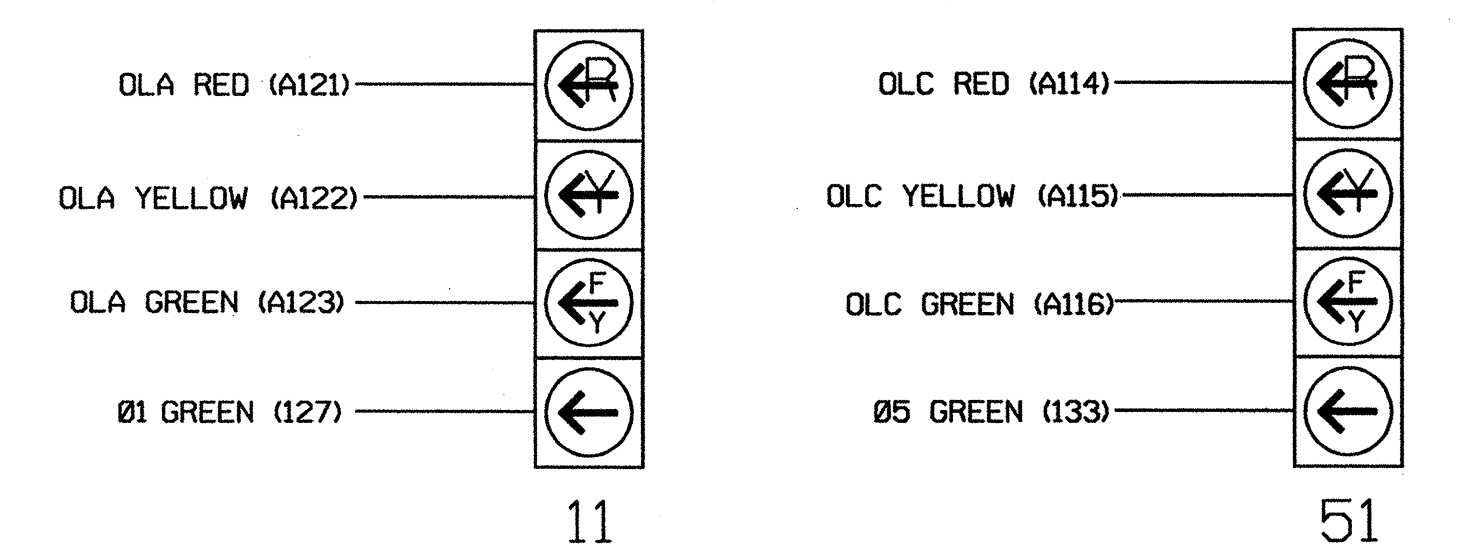 OLA RED (A121)
R
OLA YELLOW (A122)
Y
OLA GREEN (A123)
F
Y
Ø1 GREEN (127)
11
OLC RED (A114)
R
OLC YELLOW (A115)
Y
OLC GREEN (A116)
F
Y
Ø5 GREEN (133)
51